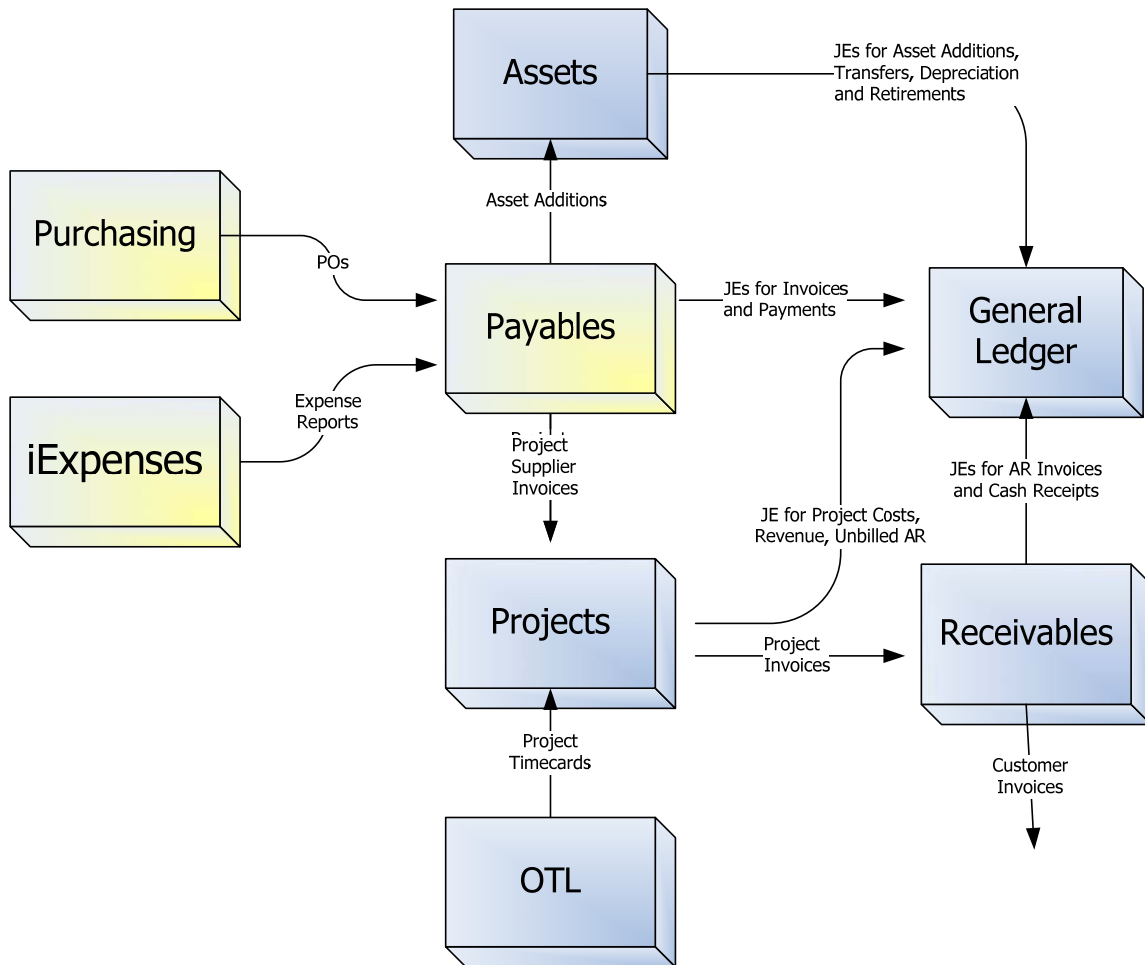 Assets
JEs for Asset Additions,
Transfers, Depreciation
and Retirements
Asset Additions
Purchasing
POs
Payables
JEs for Invoices
and Payments
General
Ledger
iExpenses
Expense
Reports
Project
Supplier
Invoices
JEs for AR Invoices
and Cash Receipts
JE for Project Costs,
Revenue, Unbilled AR
Projects
Project
Invoices
Receivables
Project
Timecards
Customer
Invoices
OTL